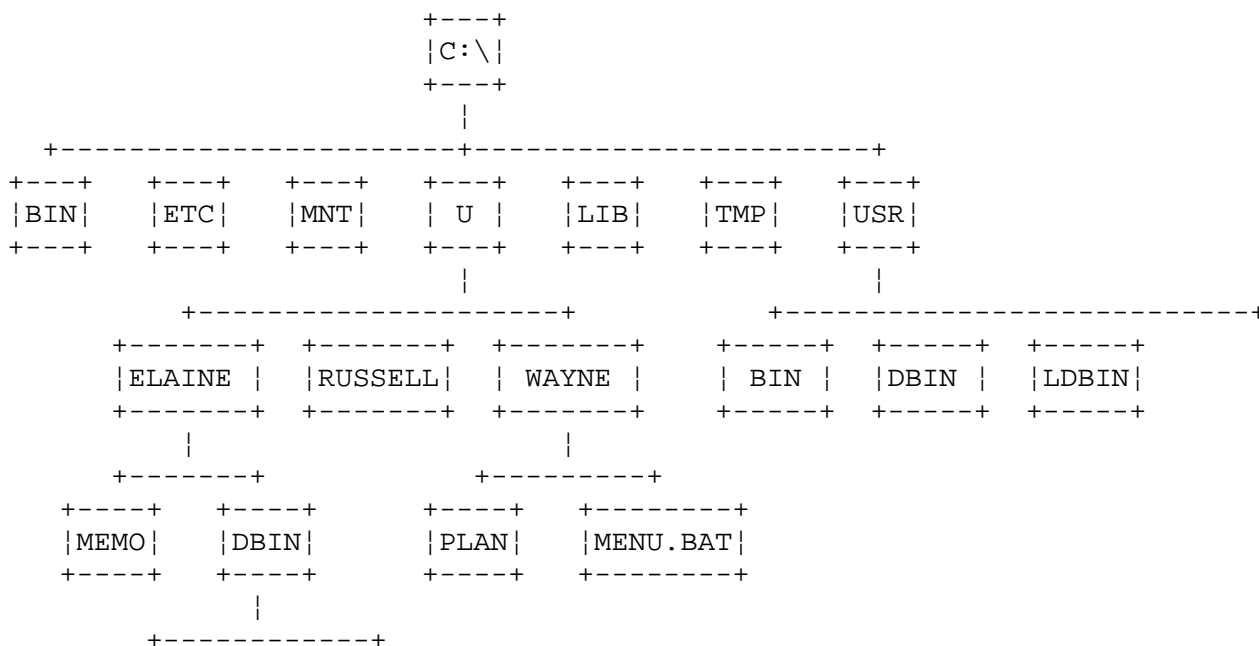 C:\
BIN ETC MNT U LIB TMP USR
ELAINE RUSSELL WAYNE BIN DBIN LDBIN
MEMO DBIN PLAN MENU.BAT